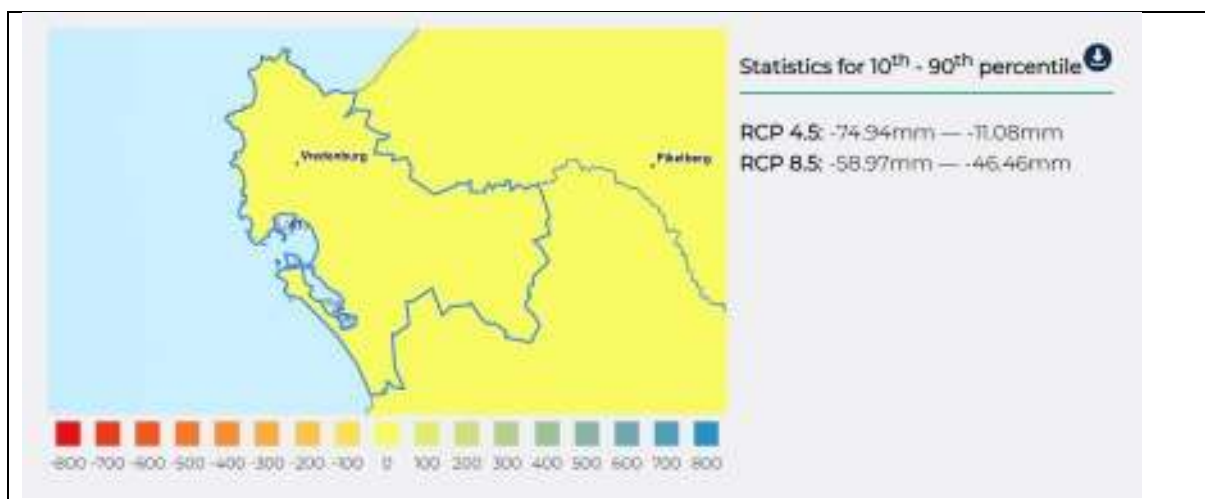 Statistics for 10th - 90th percentile
RCP 4.5: -74.94mm — -11.08mm
RCP 8.5: -58.97mm — -46.46mm
Vredenburg
Piketberg
-800 -700 -600 -500 -400 -300 -200 -100 0 100 200 300 400 500 600 700 800